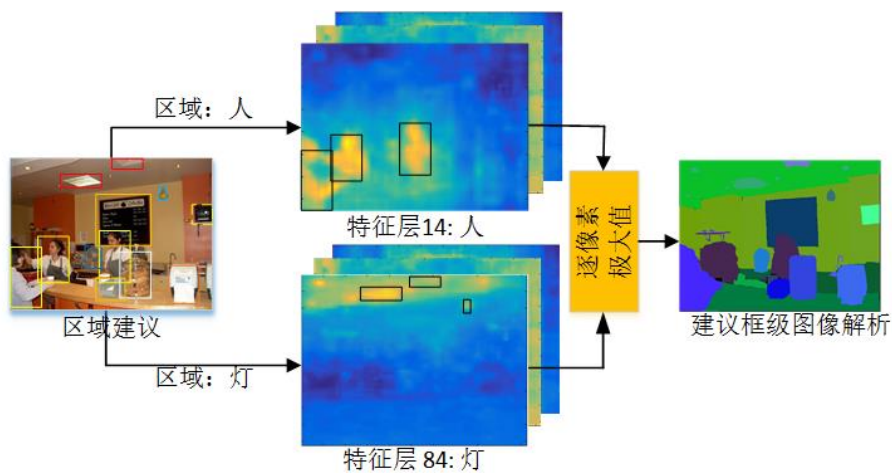 区域：人
特征层14: 人
区域建议
逐像素
极大值
建议框级图像解析
区域：灯
特征层 84: 灯